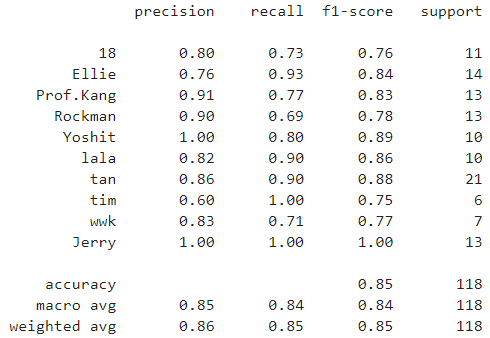 precision recall f1-score support
18 0.80 0.73 0.76 11
Ellie 0.76 0.93 0.84 14
Prof.Kang 0.91 0.77 0.83 13
Rockman 0.90 0.69 0.78 13
Yoshit 1.00 0.80 0.89 10
lala 0.82 0.90 0.86 10
tan 0.86 0.90 0.88 21
tim 0.60 1.00 0.75 6
wwk 0.83 0.71 0.77 7
Jerry 1.00 1.00 1.00 13
accuracy 0.85 118
macro avg 0.85 0.84 0.84 118
weighted avg 0.86 0.85 0.85 118